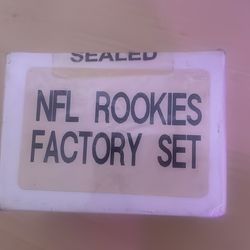 SEALED
NFL ROOKIES
FACTORY SET